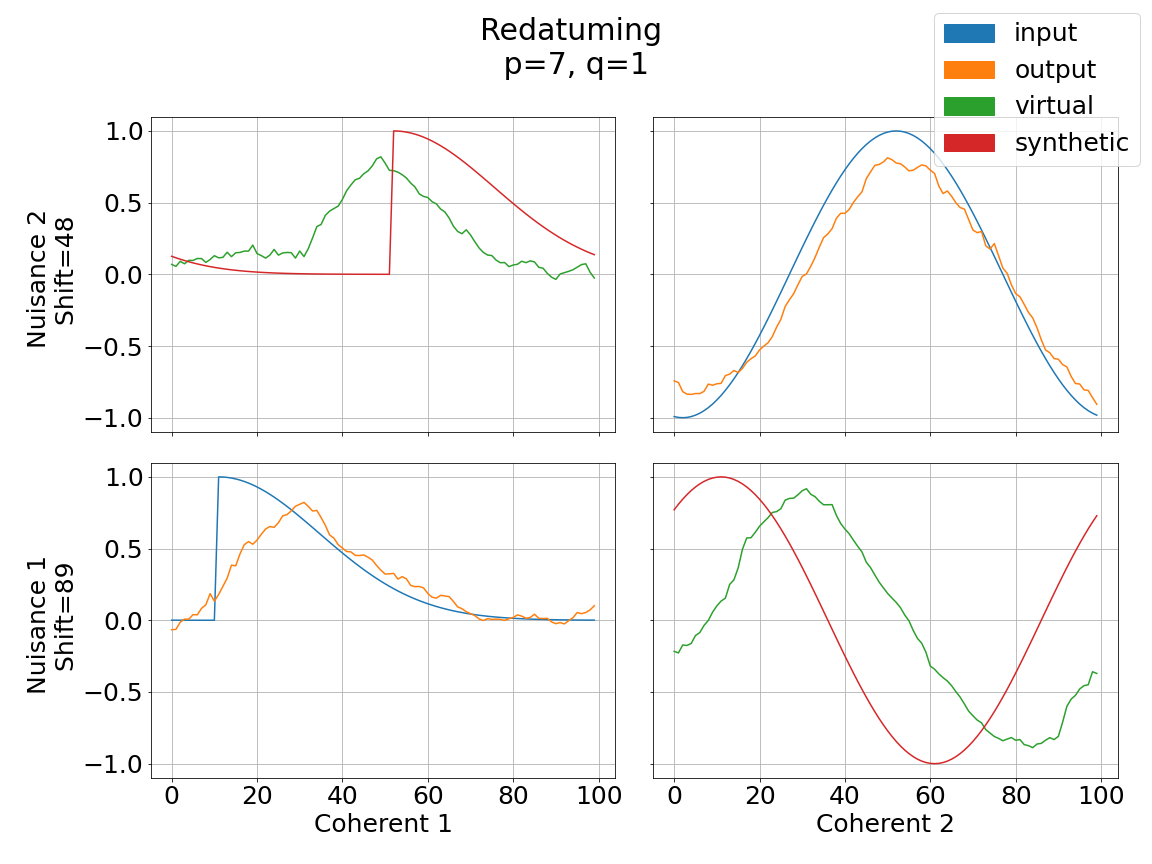 Redatuming
p=7, q=1
input
output
virtual
synthetic
Nuisance 2
Shift=48
1.0
0.5
0.0
−0.5
−1.0
Nuisance 1
Shift=89
1.0
0.5
0.0
−0.5
−1.0
0 20 40 60 80 100
Coherent 1
0 20 40 60 80 100
Coherent 2